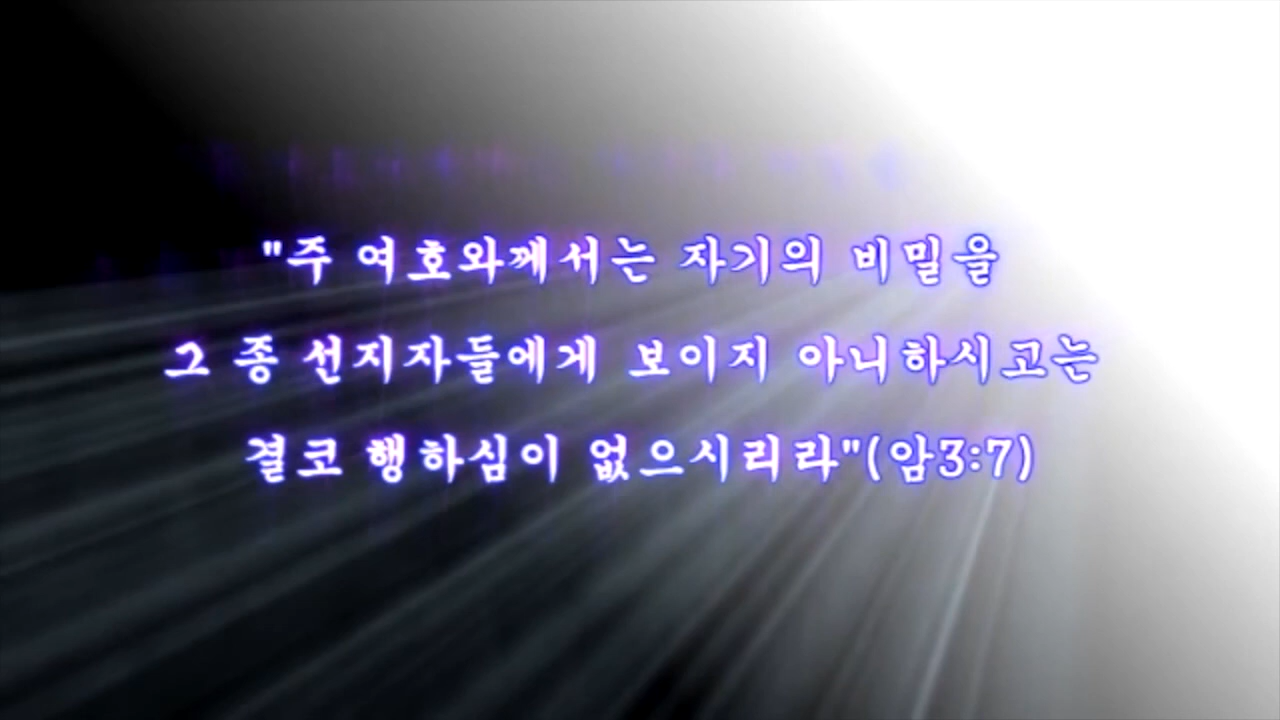 "주 여호와께서는 자기의 비밀을
그 종 선지자들에게 보이지 아니하시고는
결코 행하심이 없으시리라"(암3:7)